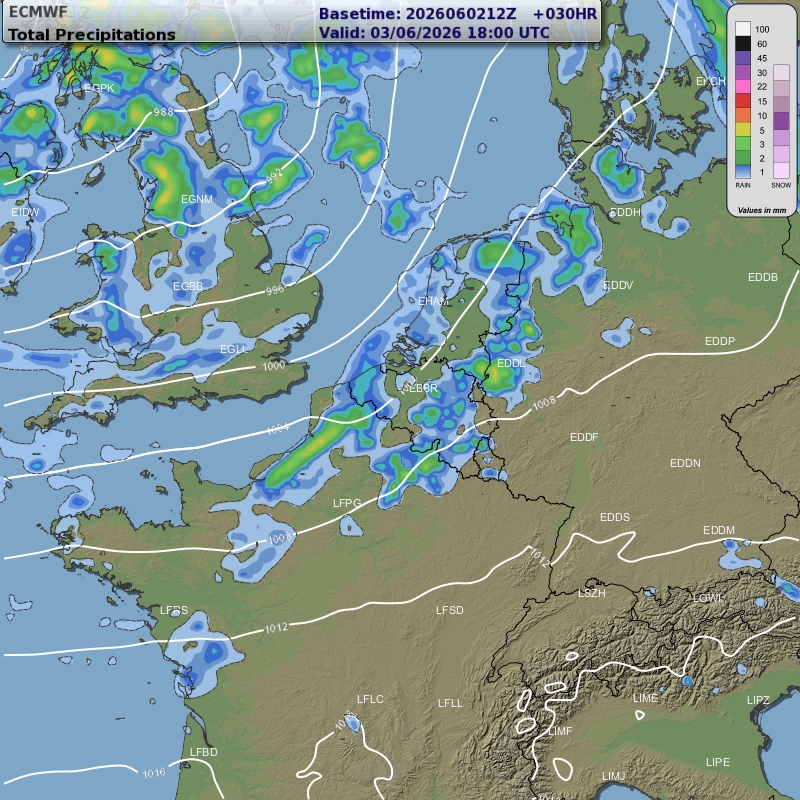 ECMWF
Basetime: 2026060212Z +030HR
Total Precipitations
Valid: 03/06/2026 18:00 UTC
100
60
45
30
22
15
10
5
3
2
1
RAIN
SNOW
Values in mm
EGPK
EKCH
988
992
EGNM
EIDW
EDDH
EGBB
996
EHAM
EDDV
EDDB
EGLL
1000
EDDP
EDDL
EBBR
1008
1004
EDDF
EDDN
LFPG
EDDS
EDDM
1008
1012
LSZH
LOWI
LFRS
LFSD
1012
LFLC
LFLL
LIME
LIPZ
LIMF
LFBD
LIPE
1016
LIMJ